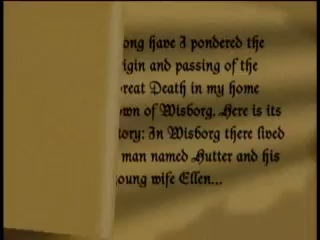 ong have I pondered the
igin and passing of the
reat Death in my home
own of Wisborg. Here is its
tory: In Wisborg there lived
man named Hutter and his
oung wife Ellen...